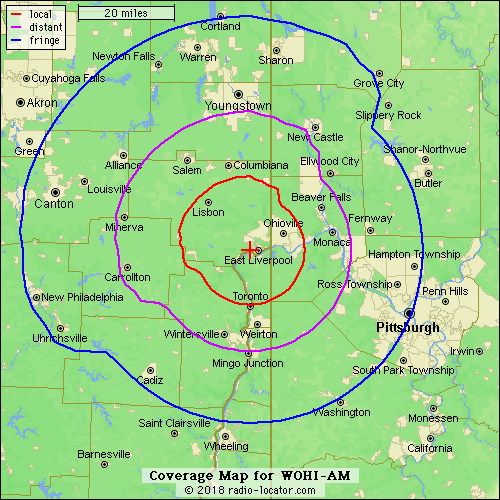 local
distant
fringe
20 miles
Cortland
Newton Falls
Warren
Sharon
Cuyahoga Falls
Grove City
Akron
Youngstown
Slippery Rock
New Castle
Green
Shanor-Northvue
Alliance
Salem
Columbiana
Ellwood City
Louisville
Butler
Canton
Lisbon
Beaver Falls
Minerva
Ohioville
Fernway
Monaca
East Liverpool
Hampton Township
Carrollton
Ross Township
New Philadelphia
Toronto
Penn Hills
Pittsburgh
Uhrichsville
Wintersville
Weirton
Irwin
Mingo Junction
South Park Township
Cadiz
Washington
Monessen
Saint Clairsville
Wheeling
California
Barnesville
Coverage Map for WOHI-AM
© 2018 radio-locator.com